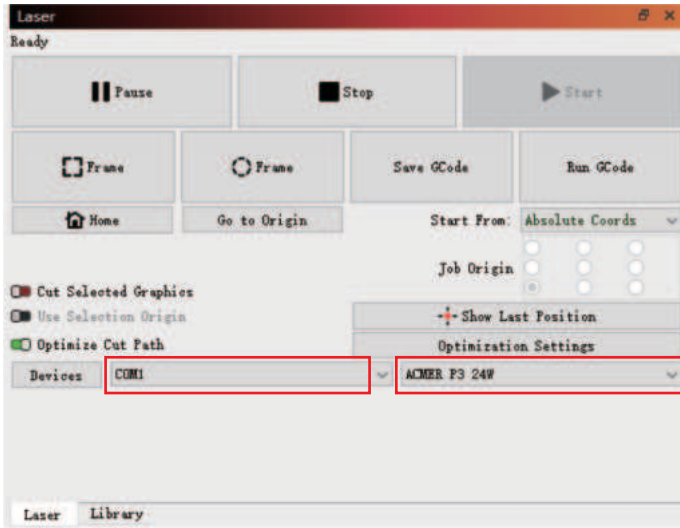 Laser
Ready
Pause Stop Start
Frame Frame Save GCode Run GCode
Home Go to Origin Start From: Absolute Coords
Job Origin
Cut Selected Graphics
Use Selection Origin Show Last Position
Optimize Cut Path Optimization Settings
Devices COM1 ACMER P3 24W
Laser Library